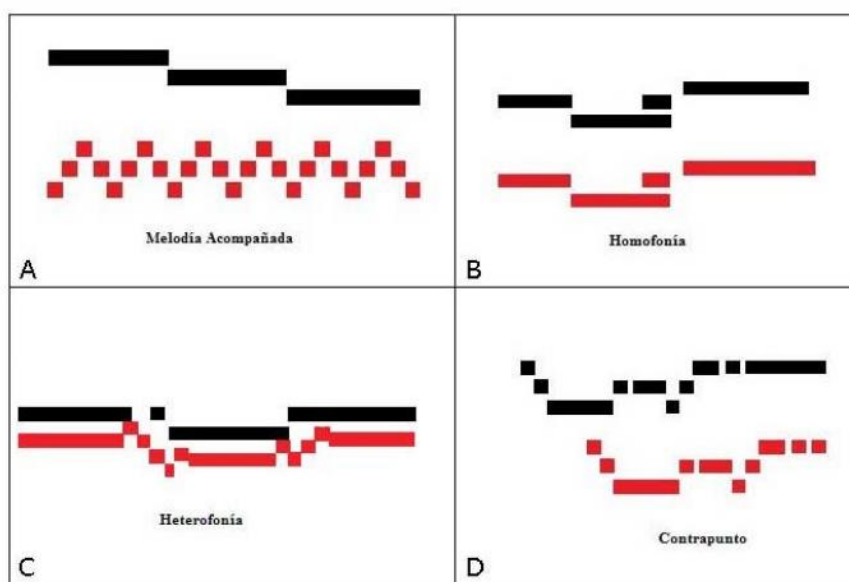 Melodía Acompañada
A
Homofonía
B
Heterofonía
C
Contrapunto
D